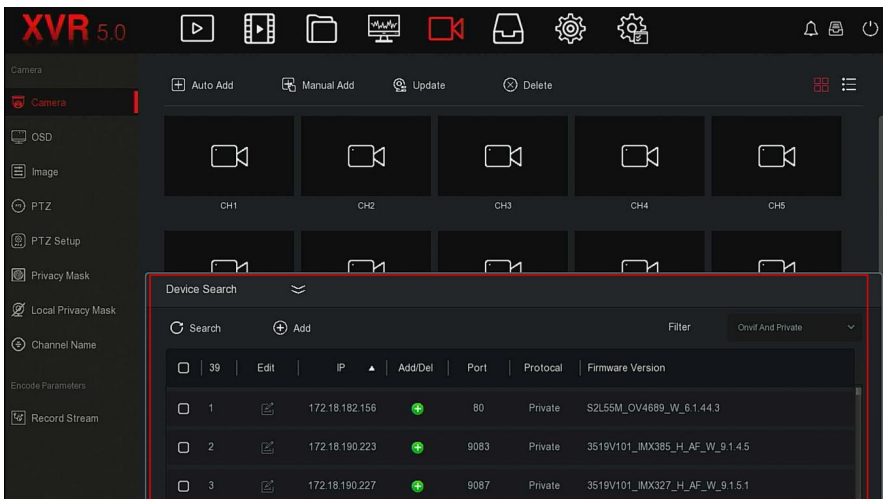 XVR 5.0
Camera
Camera
OSD
Image
PTZ
PTZ Setup
Privacy Mask
Local Privacy Mask
Channel Name
Encode Parameters
Record Stream
Auto Add Manual Add Update Delete
CH1 CH2 CH3 CH4 CH5
Device Search
Search Add Filter Onvif And Private
39 Edit IP Add/Del Port Protocal Firmware Version
1 172.18.182.156 80 Private S2L55M_OV4689_W_6.1.44.3
2 172.18.190.223 9083 Private 3519V101_IMX385_H_AF_W_9.1.4.5
3 172.18.190.227 9087 Private 3519V101_IMX327_H_AF_W_9.1.5.1